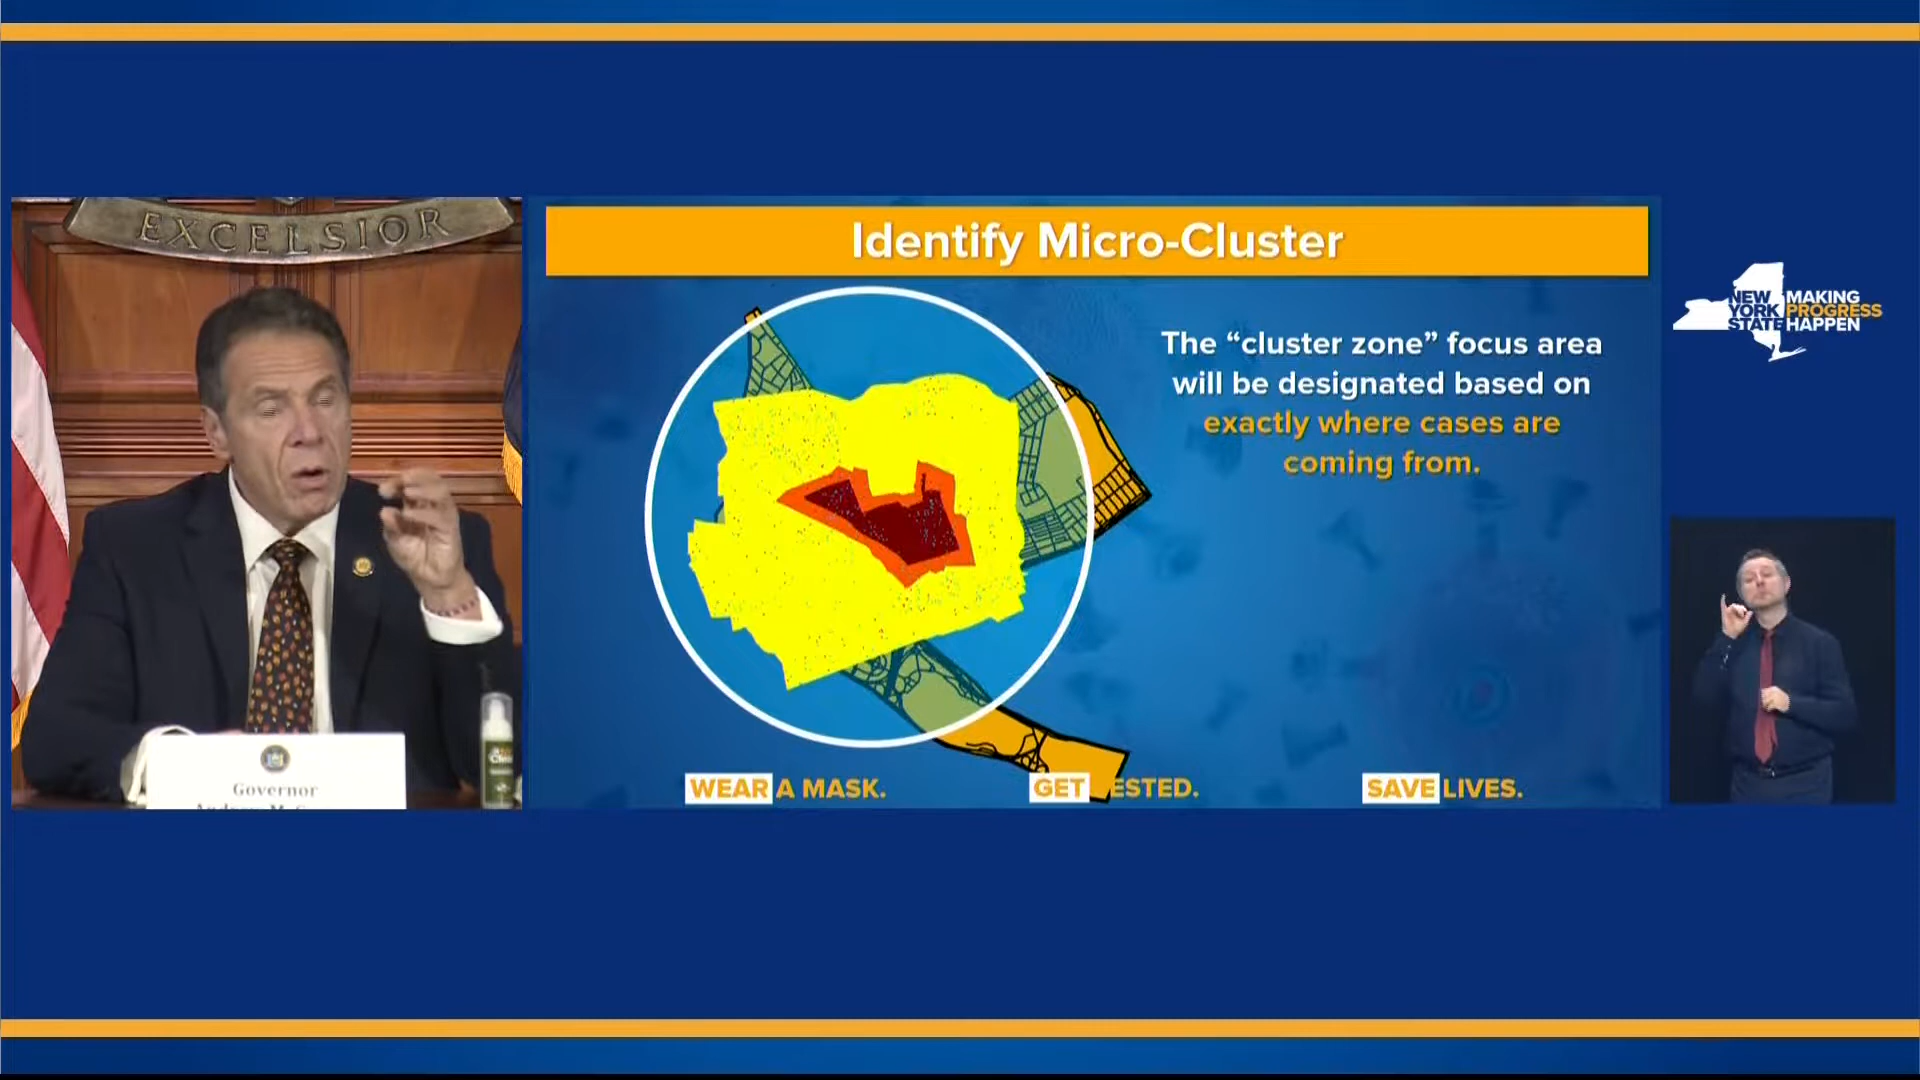 EXCELSIOR
Governor
Identify Micro-Cluster
The “cluster zone” focus area
will be designated based on
exactly where cases are
coming from.
WEAR A MASK.
GET ESTED.
SAVE LIVES.
NEW YORK STATE
MAKING
PROGRESS
HAPPEN